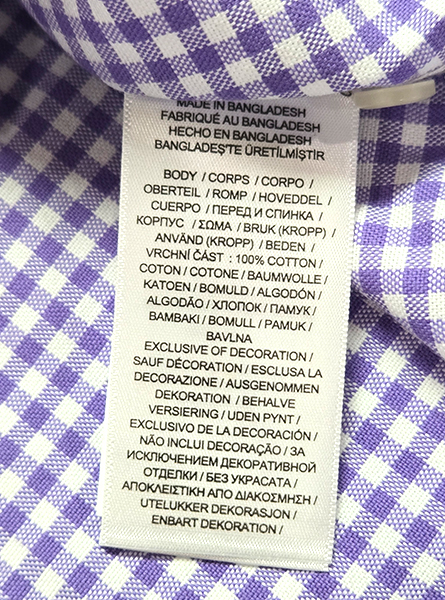 MADE IN BANGLADESH
FABRIQUÉ AU BANGLADESH
HECHO EN BANGLADESH
BANGLADEŞ'TE ÜRETİLMİŞTİR
BODY / CORPS / CORPO /
OBERTEIL / ROMP / HOVEDDEL /
CUERPO / ПЕРЕД И СПИНКА /
КОРПУС / ΣΩΜΑ / BRUK (KROPP) /
ANVÄND (KROPP) / BEDEN /
VRCHNÍ ČÁST : 100% COTTON /
COTON / COTONE / BAUMWOLLE /
KATOEN / BOMULD / ALGODÓN /
ALGODÃO / ХЛОПОК / ПАМУК /
BAMBAKI / BOMULL / PAMUK /
BAVLNA
EXCLUSIVE OF DECORATION /
SAUF DÉCORATION / ESCLUSA LA
DECORAZIONE / AUSGENOMMEN
DEKORATION / BEHALVE
VERSIERING / UDEN PYNT /
EXCLUSIVO DE LA DECORACIÓN /
NÃO INCLUI DECORAÇÃO / ЗА
ИСКЛЮЧЕНИЕМ ДЕКОРАТИВНОЙ
ОТДЕЛКИ / БЕЗ УКРАСАТА /
ΑΠΟΚΛΕΙΣΤΙΚΗ ΑΠΟ ΔΙΑΚΟΣΜΗΣΗ /
UTELUKKER DEKORASJON /
ENBART DEKORATION /